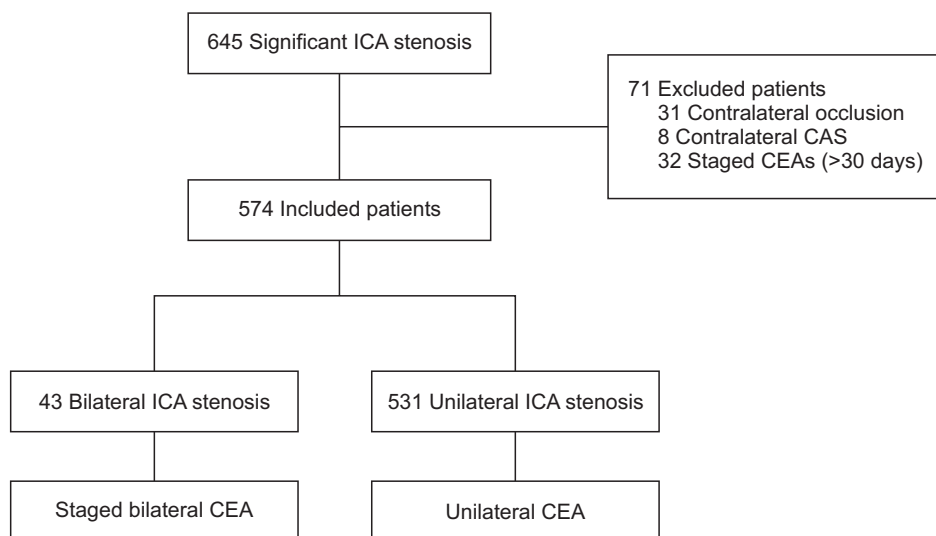 645 Significant ICA stenosis
71 Excluded patients
31 Contralateral occlusion
8 Contralateral CAS
32 Staged CEAs (>30 days)
574 Included patients
43 Bilateral ICA stenosis
531 Unilateral ICA stenosis
Staged bilateral CEA
Unilateral CEA